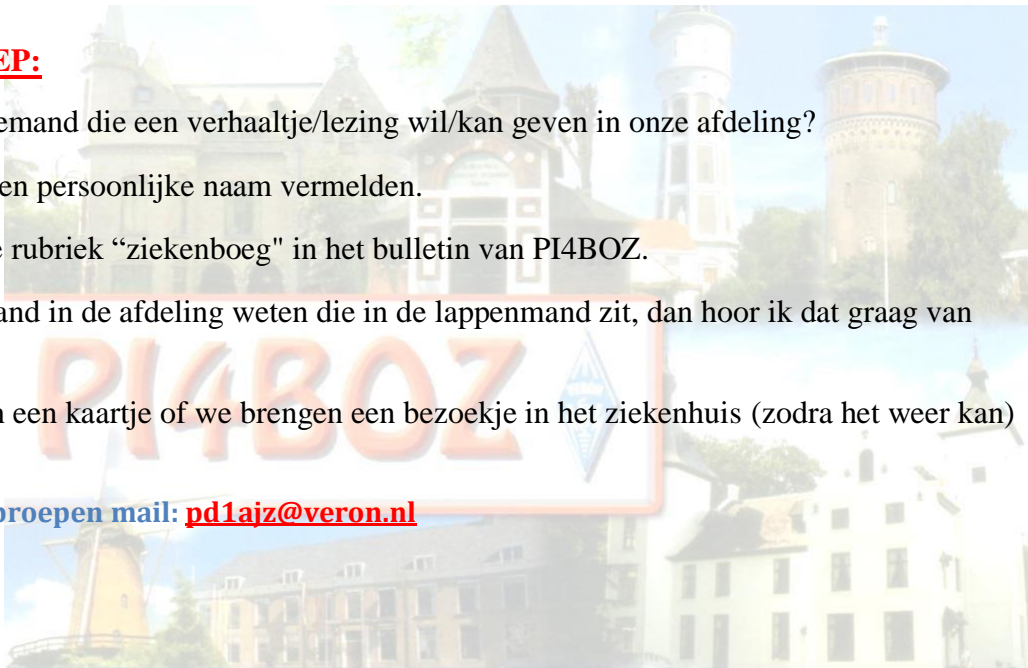 EP:
emand die een verhaaltje/lezing wil/kan geven in onze afdeling?
en persoonlijke naam vermelden.
e rubriek “ziekenboeg" in het bulletin van PI4BOZ.
and in de afdeling weten die in de lappenmand zit, dan hoor ik dat graag van
PI4BOZ
n een kaartje of we brengen een bezoekje in het ziekenhuis (zodra het weer kan)
proepen mail: pd1ajz@veron.nl